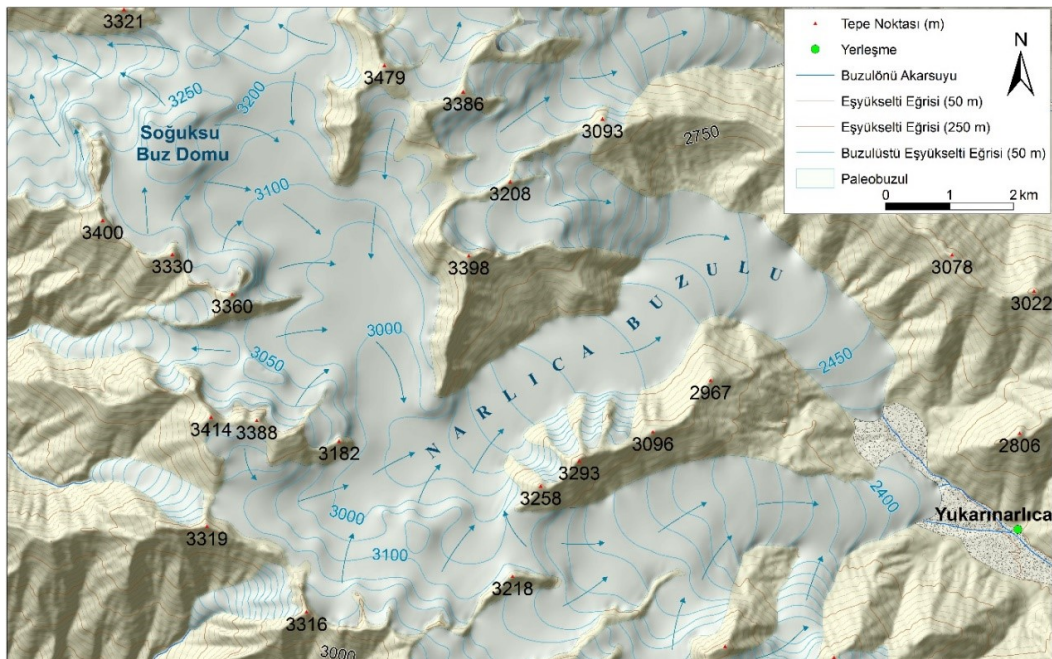 3321
3479
3250
3200
3386
Soğuksu
Buz Domu
3093
2750
3100
3208
3400
3330
3398
3360
3078
3022
3000
3050
2450
NARLICA BUZULU
2967
3414
3388
3182
3096
2806
3293
3258
2400
3000
3319
Yukarınarlıca
3100
3218
3316
3000
Tepe Noktası (m)
Yerleşme
Buzulönü Akarsuyu
Eşyükselti Eğrisi (50 m)
Eşyükselti Eğrisi (250 m)
Buzulüstü Eşyükselti Eğrisi (50 m)
Paleobuzul
N
0 1 2 km